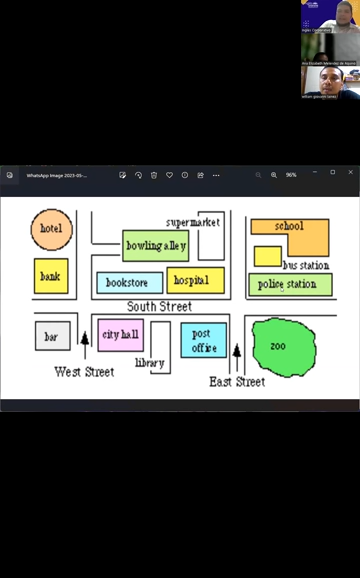 WhatsApp Image 2023-05-...
96%
hotel
supermarket
school
bowling alley
bus station
bank
bookstore
hospital
police station
South Street
bar
city hall
post
office
zoo
library
West Street
East Street